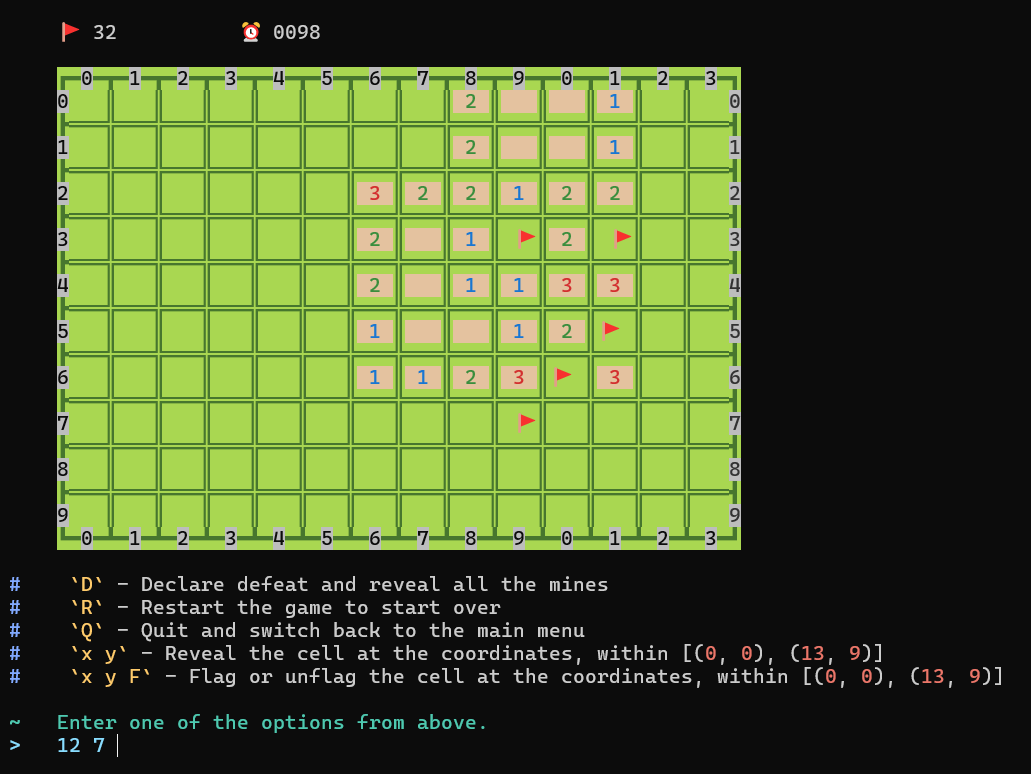 🚩 32 ⏰ 0098
0 1 2 3 4 5 6 7 8 9 0 1 2 3
0 2 1 0
1 2 1 1
2 3 2 2 1 2 2 2
3 2 1 🚩 2 🚩 3
4 2 1 1 3 3 4
5 1 1 2 🚩 5
6 1 1 2 3 🚩 3 6
7 🚩 7
8 8
9 9
0 1 2 3 4 5 6 7 8 9 0 1 2 3
# `D` – Declare defeat and reveal all the mines
# `R` – Restart the game to start over
# `Q` – Quit and switch back to the main menu
# `x y` – Reveal the cell at the coordinates, within [(0, 0), (13, 9)]
# `x y F` – Flag or unflag the cell at the coordinates, within [(0, 0), (13, 9)]
~ Enter one of the options from above.
> 12 7